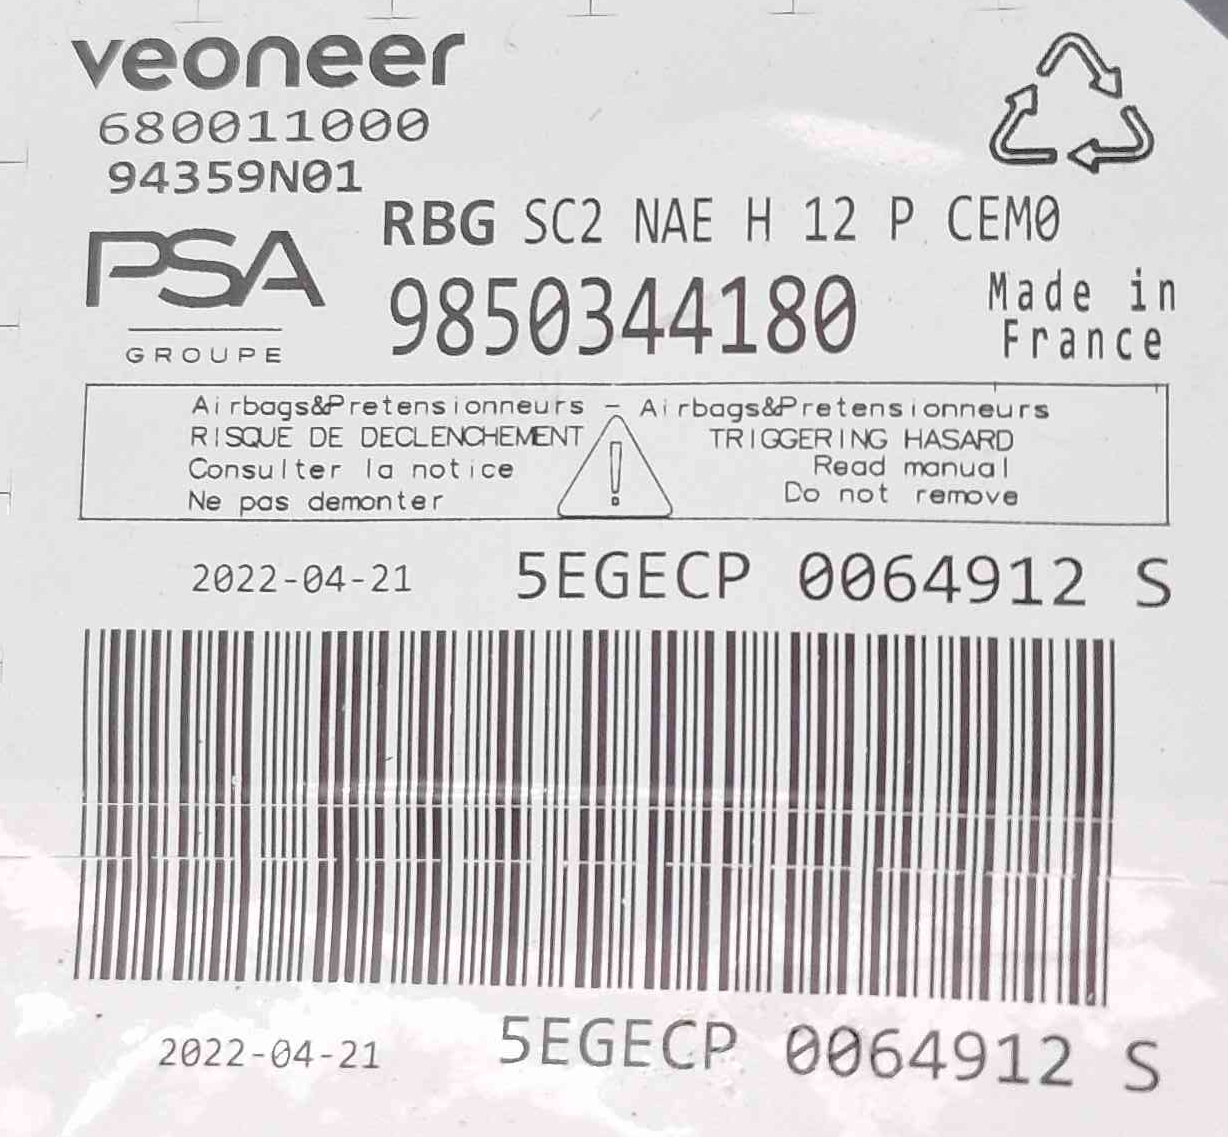 veoneer
680011000
94359N01
RBG SC2 NAE H 12 P CEM0
PSA
GROUPE
9850344180
Made in
France
Airbags&Pretensionneurs - Airbags&Pretensionneurs
RISQUE DE DECLENCHEMENT TRIGGERING HASARD
Consulter la notice Read manual
Ne pas demonter Do not remove
2022-04-21 5EGECP 0064912 S
2022-04-21 5EGECP 0064912 S